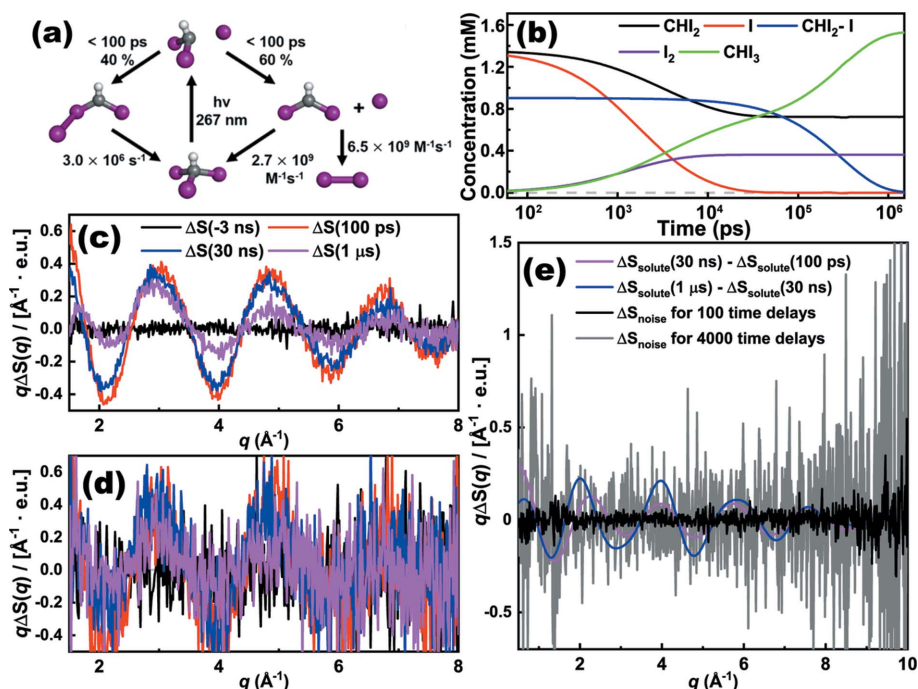 (a)
< 100 ps
40 %
< 100 ps
60 %
hν
267 nm
+
3.0 × 10⁶ s⁻¹
2.7 × 10⁹
M⁻¹s⁻¹
6.5 × 10⁹ M⁻¹s⁻¹
(b)
CHI₂ I CHI₂- I
I₂ CHI₃
Concentration (mM)
1.6
1.2
0.8
0.4
0.0
10² 10³ 10⁴ 10⁵ 10⁶
Time (ps)
(c)
ΔS(-3 ns) ΔS(100 ps)
ΔS(30 ns) ΔS(1 μs)
qΔS(q) / [Å⁻¹ · e.u.]
0.6
0.4
0.2
0.0
-0.2
-0.4
2 4 6 8
q (Å⁻¹)
(d)
qΔS(q) / [Å⁻¹ · e.u.]
0.6
0.4
0.2
0.0
-0.2
-0.4
2 4 6 8
q (Å⁻¹)
(e)
ΔSsolute(30 ns) - ΔSsolute(100 ps)
ΔSsolute(1 μs) - ΔSsolute(30 ns)
ΔSnoise for 100 time delays
ΔSnoise for 4000 time delays
qΔS(q) / [Å⁻¹ · e.u.]
1.5
1
0.5
0
-0.5
2 4 6 8 10
q (Å⁻¹)